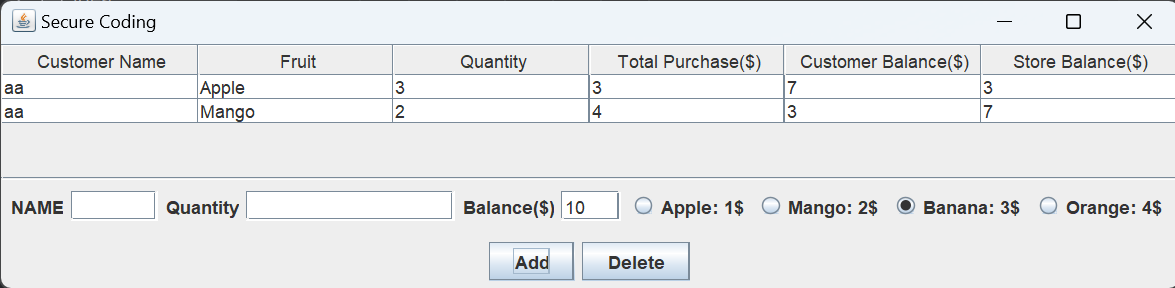 Secure Coding
Customer Name Fruit Quantity Total Purchase($) Customer Balance($) Store Balance($)
aa Apple 3 3 7 3
aa Mango 2 4 3 7
NAME Quantity Balance($) 10 Apple: 1$ Mango: 2$ Banana: 3$ Orange: 4$
Add Delete